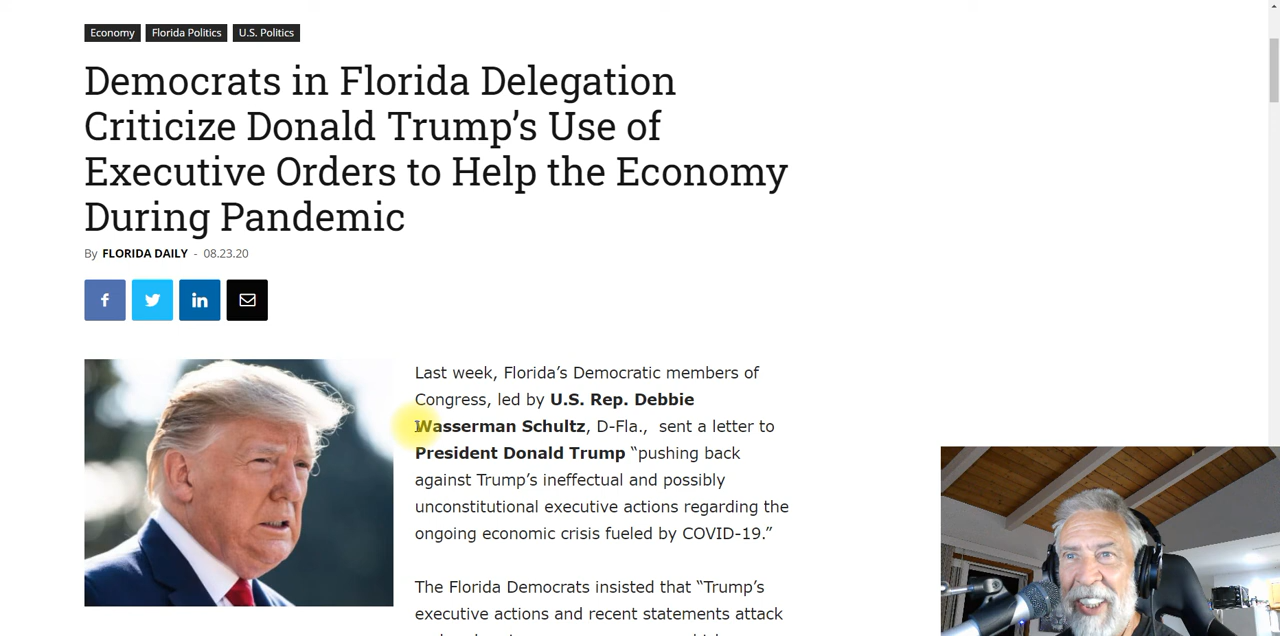 Economy
Florida Politics
U.S. Politics
Democrats in Florida Delegation
Criticize Donald Trump’s Use of
Executive Orders to Help the Economy
During Pandemic
By FLORIDA DAILY - 08.23.20
f
in
Last week, Florida’s Democratic members of
Congress, led by U.S. Rep. Debbie
Wasserman Schultz, D-Fla.,  sent a letter to
President Donald Trump “pushing back
against Trump’s ineffectual and possibly
unconstitutional executive actions regarding the
ongoing economic crisis fueled by COVID-19.”
The Florida Democrats insisted that “Trump’s
executive actions and recent statements attack